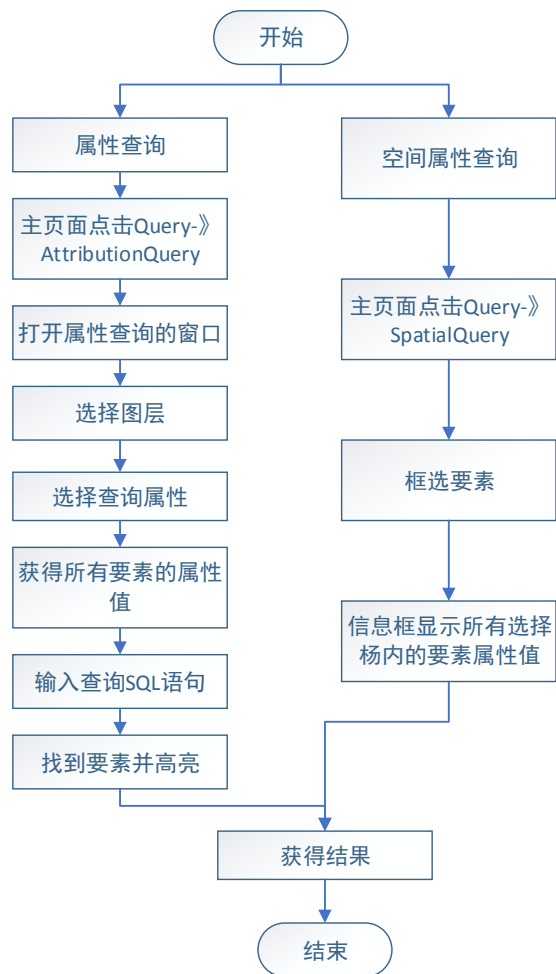 开始
属性查询
主页面点击Query-》
AttributionQuery
打开属性查询的窗口
选择图层
选择查询属性
获得所有要素的属性
值
输入查询SQL语句
找到要素并高亮
空间属性查询
主页面点击Query-》
SpatialQuery
框选要素
信息框显示所有选择
杨内的要素属性值
获得结果
结束